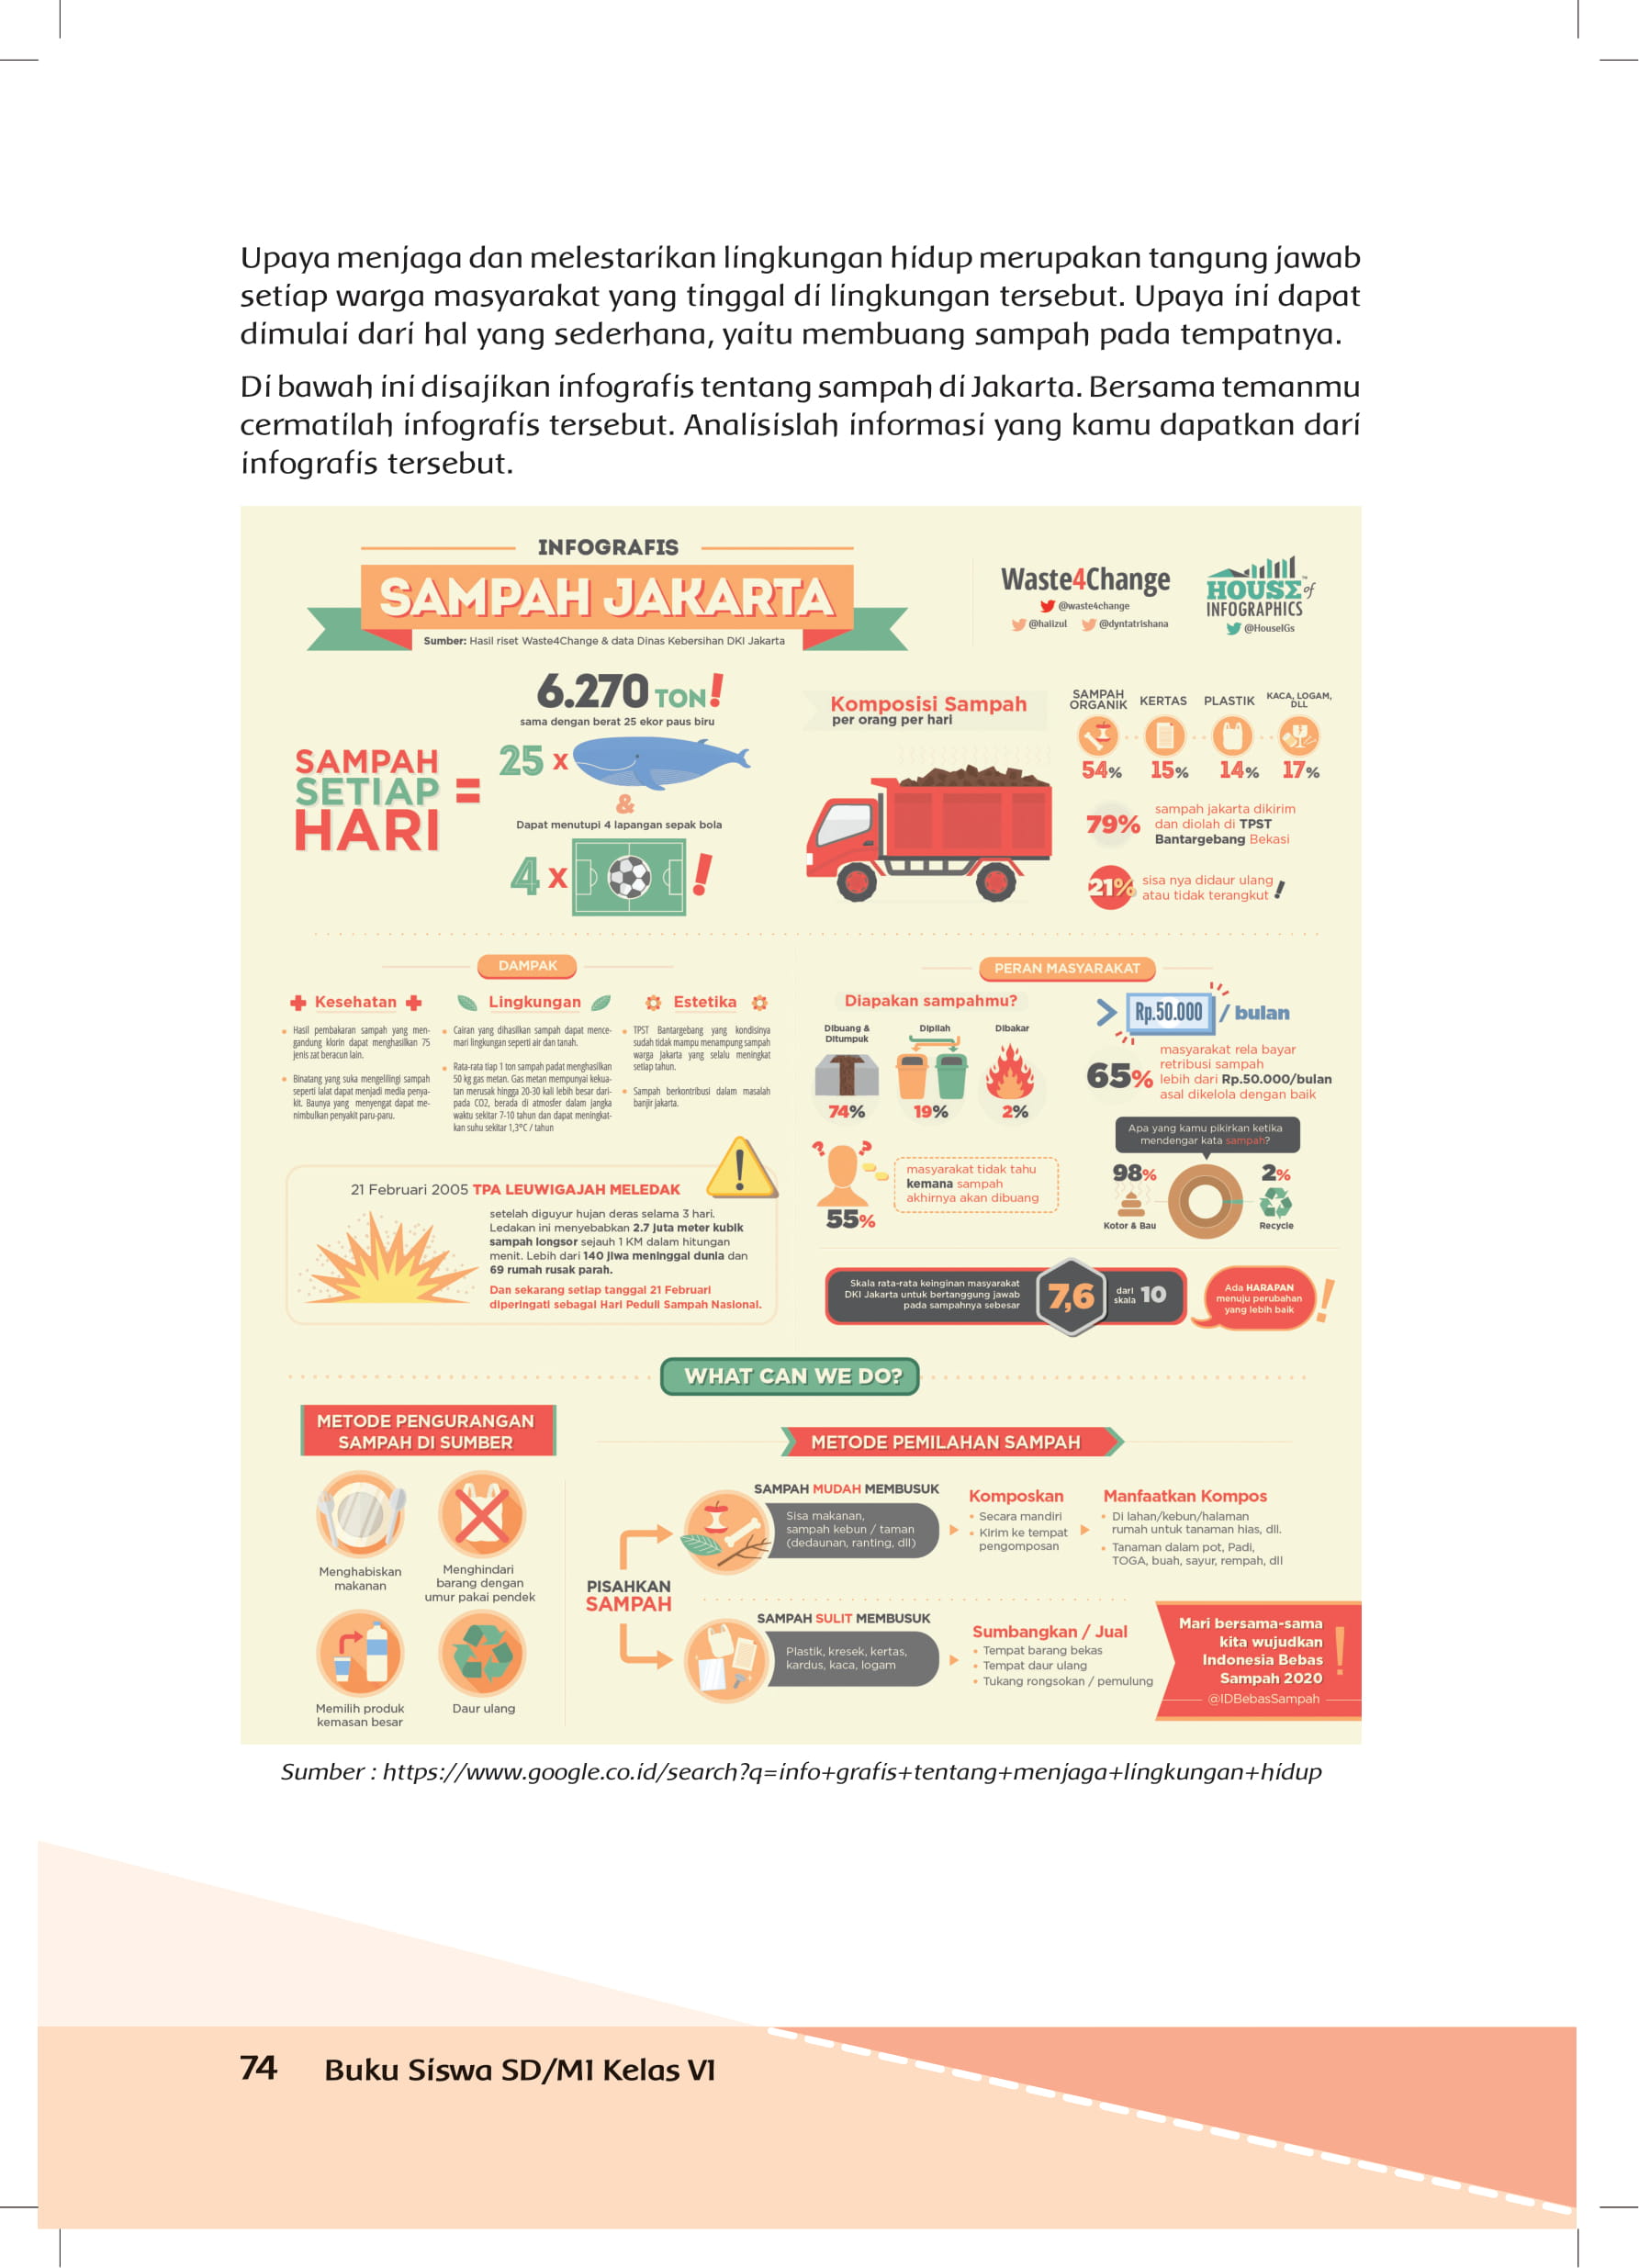 Upaya menjaga dan melestarikan lingkungan hidup merupakan tangung jawab
setiap warga masyarakat yang tinggal di lingkungan tersebut. Upaya ini dapat
dimulai dari hal yang sederhana, yaitu membuang sampah pada tempatnya.
Di bawah ini disajikan infografis tentang sampah di Jakarta. Bersama temanmu
cermatilah infografis tersebut. Analisislah informasi yang kamu dapatkan dari
infografis tersebut.
INFOGRAFIS
SAMPAH JAKARTA
Sumber: Hasil riset Waste4Change & data Dinas Kebersihan DKI Jakarta
Waste4Change
@waste4change
@haiizul @dyntatrishana
HOUSE of
INFOGRAPHICS
@HouseIGs
SAMPAH
SETIAP
HARI
=
6.270 TON!
sama dengan berat 25 ekor paus biru
25 x
&
Dapat menutupi 4 lapangan sepak bola
4 x !
Komposisi Sampah
per orang per hari
SAMPAH
ORGANIK
KERTAS
PLASTIK
KACA, LOGAM,
DLL
54% 15% 14% 17%
79%
sampah jakarta dikirim
dan diolah di TPST
Bantargebang Bekasi
21%
sisa nya didaur ulang
atau tidak terangkut !
DAMPAK
Kesehatan
Hasil pembakaran sampah yang men-
gandung klorin dapat menghasilkan 75
jenis zat beracun lain.
Binatang yang suka mengelilingi sampah
seperti lalat dapat menjadi media penya-
kit. Baunya yang menyengat dapat me-
nimbulkan penyakit paru-paru.
Lingkungan
Cairan yang dihasilkan sampah dapat mence-
mari lingkungan seperti air dan tanah.
Rata-rata tiap 1 ton sampah padat menghasilkan
50 kg gas metan. Gas metan mempunyai kekua-
tan merusak hingga 20-30 kali lebih besar dari-
pada CO2, berada di atmosfer dalam jangka
waktu sekitar 7-10 tahun dan dapat meningkat-
kan suhu sekitar 1,3°C / tahun
Estetika
TPST Bantargebang yang kondisinya
sudah tidak mampu menampung sampah
warga Jakarta yang selalu meningkat
setiap tahun.
Sampah berkontribusi dalam masalah
banjir jakarta.
21 Februari 2005 TPA LEUWIGAJAH MELEDAK
setelah diguyur hujan deras selama 3 hari.
Ledakan ini menyebabkan 2.7 juta meter kubik
sampah longsor sejauh 1 KM dalam hitungan
menit. Lebih dari 140 jiwa meninggal dunia dan
69 rumah rusak parah.
Dan sekarang setiap tanggal 21 Februari
diperingati sebagai Hari Peduli Sampah Nasional.
PERAN MASYARAKAT
Diapakan sampahmu?
Dibuang &
Ditumpuk
Dipilah
Dibakar
74% 19% 2%
Rp.50.000 / bulan
65%
masyarakat rela bayar
retribusi sampah
lebih dari Rp.50.000/bulan
asal dikelola dengan baik
? ?
55%
masyarakat tidak tahu
kemana sampah
akhirnya akan dibuang
Apa yang kamu pikirkan ketika
mendengar kata sampah?
98%
Kotor & Bau
2%
Recycle
Skala rata-rata keinginan masyarakat
DKI Jakarta untuk bertanggung jawab
pada sampahnya sebesar
7,6
dari
skala 10
Ada HARAPAN
menuju perubahan
yang lebih baik
!
WHAT CAN WE DO?
METODE PENGURANGAN
SAMPAH DI SUMBER
Menghabiskan
makanan
Menghindari
barang dengan
umur pakai pendek
Memilih produk
kemasan besar
Daur ulang
METODE PEMILAHAN SAMPAH
PISAHKAN
SAMPAH
SAMPAH MUDAH MEMBUSUK
Sisa makanan,
sampah kebun / taman
(dedaunan, ranting, dll)
Komposkan
Secara mandiri
Kirim ke tempat
pengomposan
Manfaatkan Kompos
Di lahan/kebun/halaman
rumah untuk tanaman hias, dll.
Tanaman dalam pot, Padi,
TOGA, buah, sayur, rempah, dll
SAMPAH SULIT MEMBUSUK
Plastik, kresek, kertas,
kardus, kaca, logam
Sumbangkan / Jual
Tempat barang bekas
Tempat daur ulang
Tukang rongsokan / pemulung
Mari bersama-sama
kita wujudkan
Indonesia Bebas
Sampah 2020
!
@IDBebasSampah
Sumber : https://www.google.co.id/search?q=info+grafis+tentang+menjaga+lingkungan+hidup
74 Buku Siswa SD/MI Kelas VI